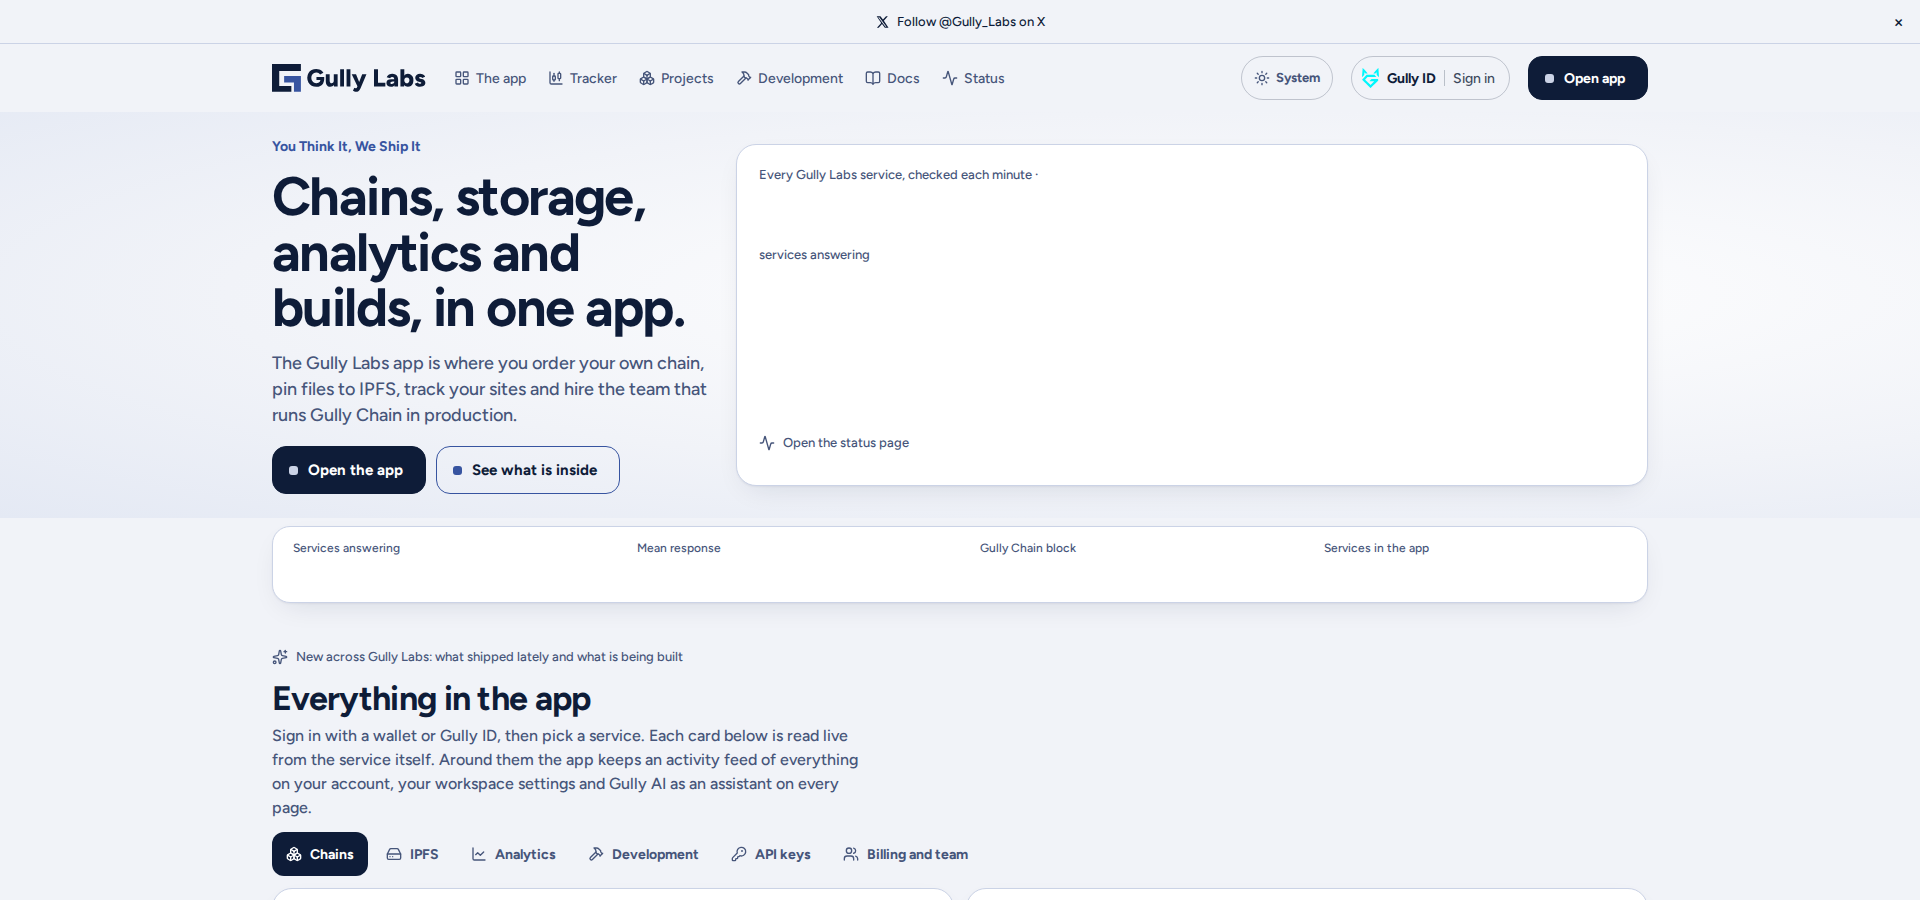 Follow @Gully_Labs on X
×
Gully Labs
The app
Tracker
Projects
Development
Docs
Status
System
Gully ID
Sign in
Open app
You Think It, We Ship It
Chains, storage,
analytics and
builds, in one app.
The Gully Labs app is where you order your own chain,
pin files to IPFS, track your sites and hire the team that
runs Gully Chain in production.
Open the app
See what is inside
Every Gully Labs service, checked each minute ·
services answering
Open the status page
Services answering
Mean response
Gully Chain block
Services in the app
New across Gully Labs: what shipped lately and what is being built
Everything in the app
Sign in with a wallet or Gully ID, then pick a service. Each card below is read live
from the service itself. Around them the app keeps an activity feed of everything
on your account, your workspace settings and Gully AI as an assistant on every
page.
Chains
IPFS
Analytics
Development
API keys
Billing and team